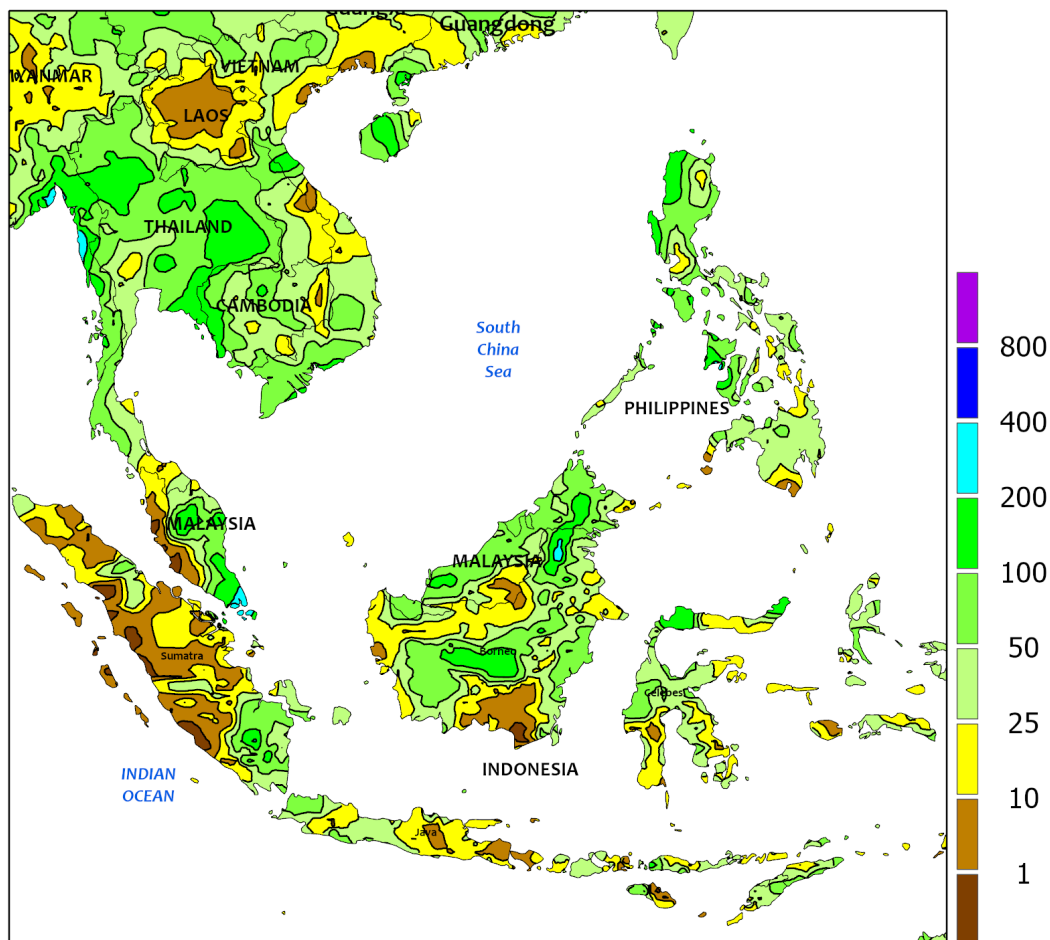 Guangdong
VIETNAM
LAOS
THAILAND
CAMBODIA
South
China
Sea
PHILIPPINES
MALAYSIA
MALAYSIA
Sumatra
Borneo
Celebes
INDIAN
OCEAN
INDONESIA
Java
800
400
200
100
50
25
10
1